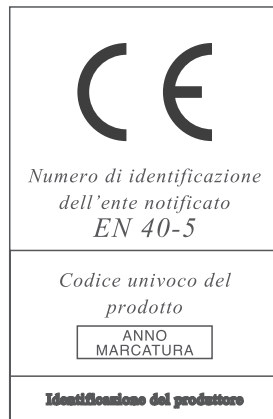 CE
Numero di identificazione
dell'ente notificato
EN 40-5
Codice univoco del
prodotto
ANNO
MARCATURA
Identificazione del produttore